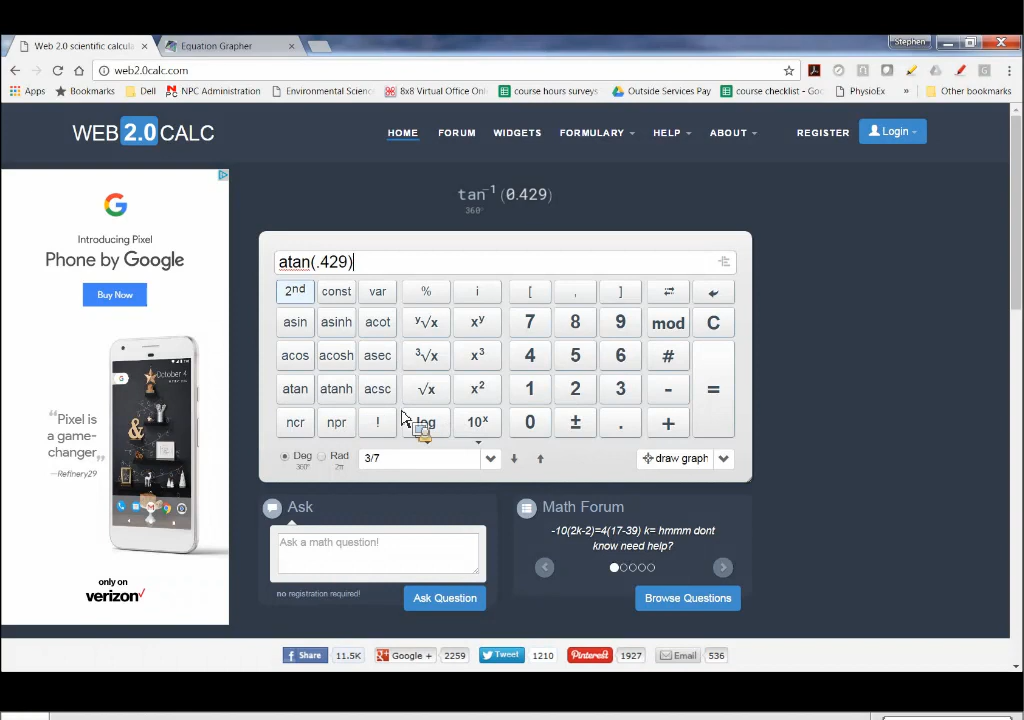 Web 2.0 scientific calcula
Equation Grapher
Stephen
web2.0calc.com
Apps
Bookmarks
Dell
NPC Administration
Environmental Scienc
8x8 Virtual Office Onl
course hours surveys
Outside Services Pay
course checklist - Goo
PhysioEx
»
Other bookmarks
WEB 2.0 CALC
HOME
FORUM
WIDGETS
FORMULARY
HELP
ABOUT
REGISTER
Login
Introducing Pixel
Phone by Google
Buy Now
October 4
"Pixel is
a game-
changer"
–Refinery29
only on
verizon
tan⁻¹(0.429)
360°
atan(.429)
2nd const var % i [ , ]
asin asinh acot ʸ√x xʸ 7 8 9 mod C
acos acosh asec ³√x x³ 4 5 6 #
atan atanh acsc √x x² 1 2 3 - =
ncr npr ! log 10ˣ 0 ± . +
Deg
360°
Rad
2π
3/7
draw graph
Ask
Ask a math question!
no registration required!
Ask Question
Math Forum
-10(2k-2)=4(17-39) k= hmmm dont
know need help?
Browse Questions
Share 11.5K
Google + 2259
Tweet 1210
Pinterest 1927
Email 536